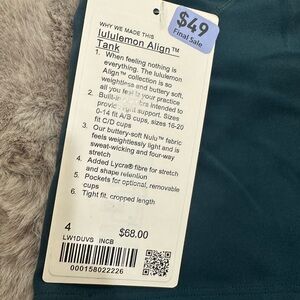 $49
Final Sale
WHY WE MADE THIS
lululemon Align™
Tank
1. When feeling nothing is
everything. The lululemon
Align™ collection is so
weightless and buttery soft,
all you feel is your practice
2. Built-in bra intended to
provide light support. Sizes
0-14 fit A/B cups, sizes 16-20
fit C/D cups
3. Our buttery-soft Nulu™ fabric
feels weightlessly light and is
sweat-wicking and four-way
stretch
4. Added Lycra® fibre for stretch
and shape retention
5. Pockets for optional, removable
cups
6. Tight fit, cropped length
4
$68.00
LW1DUVS INCB
000158022226